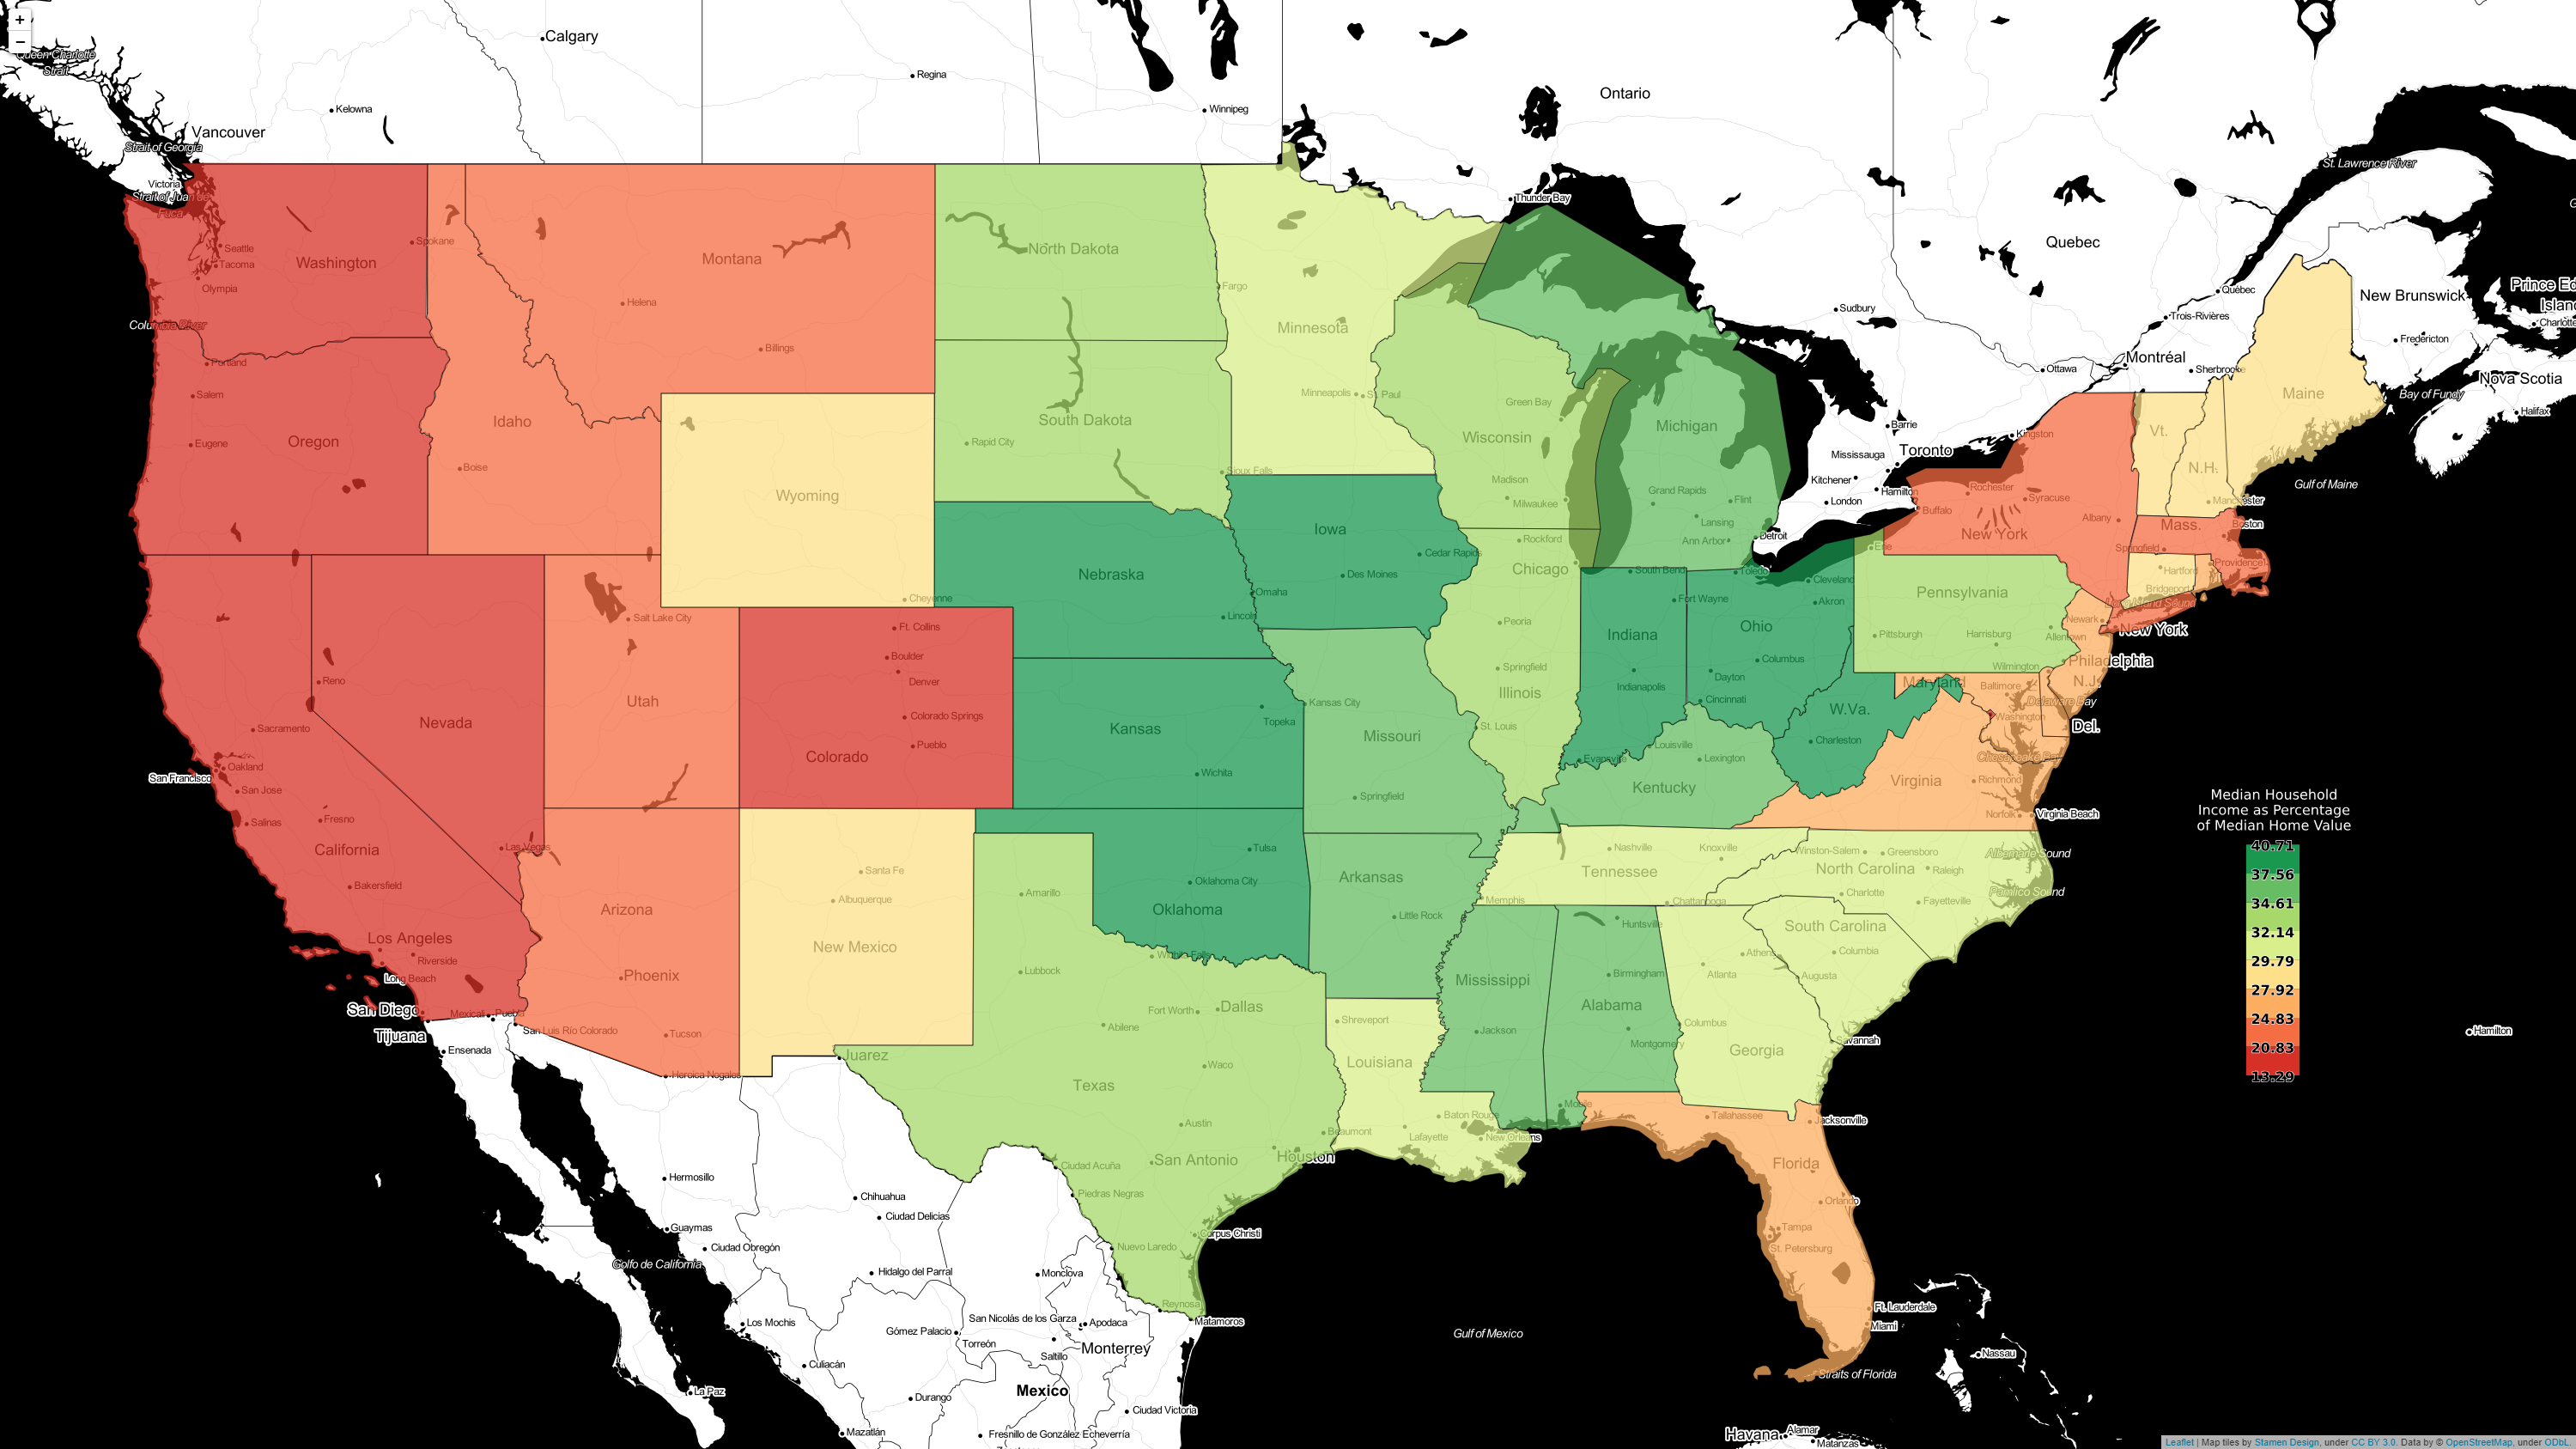 +
−
Queen Charlotte
Strait
Calgary
Regina
Kelowna
Winnipeg
Ontario
Vancouver
Strait of Georgia
Victoria
Strait of Juan de
Fuca
Thunder Bay
St. Lawrence River
Seattle
Tacoma
Olympia
Spokane
Washington
Montana
Helena
Billings
North Dakota
Fargo
Minnesota
Minneapolis
St. Paul
Sudbury
Quebec
Québec
Trois-Rivières
New Brunswick
Fredericton
Prince Ed
Islan
Charlotte
Columbia River
Portland
Salem
Eugene
Oregon
Idaho
Boise
Wyoming
Cheyenne
South Dakota
Rapid City
Sioux Falls
Green Bay
Wisconsin
Madison
Milwaukee
Michigan
Grand Rapids
Flint
Lansing
Ann Arbor
Detroit
Ottawa
Montréal
Sherbrooke
Nova Scotia
Bay of Fundy
Halifax
Maine
Barrie
Kingston
Toronto
Mississauga
Kitchener
Hamilton
London
Vt.
N.H.
Manchester
Gulf of Maine
Rochester
Syracuse
Buffalo
Albany
New York
Mass.
Boston
Springfield
Providence
Hartford
Bridgeport
Long Island Sound
Erie
Iowa
Cedar Rapids
Des Moines
Nebraska
Omaha
Lincoln
Rockford
Chicago
South Bend
Toledo
Cleveland
Fort Wayne
Akron
Pennsylvania
Salt Lake City
Ft. Collins
Boulder
Denver
Colorado Springs
Pueblo
Colorado
Peoria
Springfield
Illinois
Indiana
Indianapolis
Ohio
Columbus
Dayton
Cincinnati
Pittsburgh
Harrisburg
Allentown
Newark
New York
Philadelphia
Wilmington
N.J.
Maryland
Baltimore
Delaware Bay
Washington
Del.
Reno
Nevada
Utah
Sacramento
Oakland
San Francisco
San Jose
Salinas
Fresno
California
Las Vegas
Bakersfield
Kansas
Topeka
Wichita
Kansas City
Missouri
St. Louis
Springfield
Evansville
Louisville
Lexington
Kentucky
W.Va.
Charleston
Chesapeake Bay
Virginia
Richmond
Norfolk
Virginia Beach
Median Household
Income as Percentage
of Median Home Value
40.71
37.56
34.61
32.14
29.79
27.92
24.83
20.83
13.29
Tulsa
Oklahoma City
Oklahoma
Arkansas
Little Rock
Nashville
Knoxville
Tennessee
Memphis
Chattanooga
Winston-Salem
Greensboro
North Carolina
Raleigh
Charlotte
Fayetteville
Albemarle Sound
Pamlico Sound
Santa Fe
Albuquerque
New Mexico
Amarillo
Arizona
Phoenix
Tucson
Los Angeles
Riverside
Long Beach
San Diego
Tijuana
Mexicali
Puebla
San Luis Río Colorado
Ensenada
Heroica Nogales
Juarez
Lubbock
Wichita Falls
Fort Worth
Dallas
Abilene
Waco
Texas
Austin
San Antonio
Houston
Beaumont
Shreveport
Louisiana
Baton Rouge
Lafayette
New Orleans
Mississippi
Jackson
Huntsville
Birmingham
Alabama
Montgomery
Mobile
Columbus
Atlanta
Athens
Augusta
Georgia
Savannah
South Carolina
Columbia
Hamilton
Tallahassee
Jacksonville
Florida
Orlando
Tampa
St. Petersburg
Ft. Lauderdale
Miami
Straits of Florida
Nassau
Havana
Alamar
Matanzas
Gulf of Mexico
Ciudad Acuña
Piedras Negras
Corpus Christi
Nuevo Laredo
Reynosa
Matamoros
Hermosillo
Chihuahua
Ciudad Delicias
Guaymas
Ciudad Obregón
Golfo de California
Hidalgo del Parral
Monclova
Los Mochis
San Nicolás de los Garza
Apodaca
Gómez Palacio
Torreón
Saltillo
Monterrey
Culiacán
La Paz
Durango
Mexico
Ciudad Victoria
Mazatlán
Fresnillo de González Echeverría
Leaflet | Map tiles by Stamen Design, under CC BY 3.0. Data by © OpenStreetMap, under ODbL.